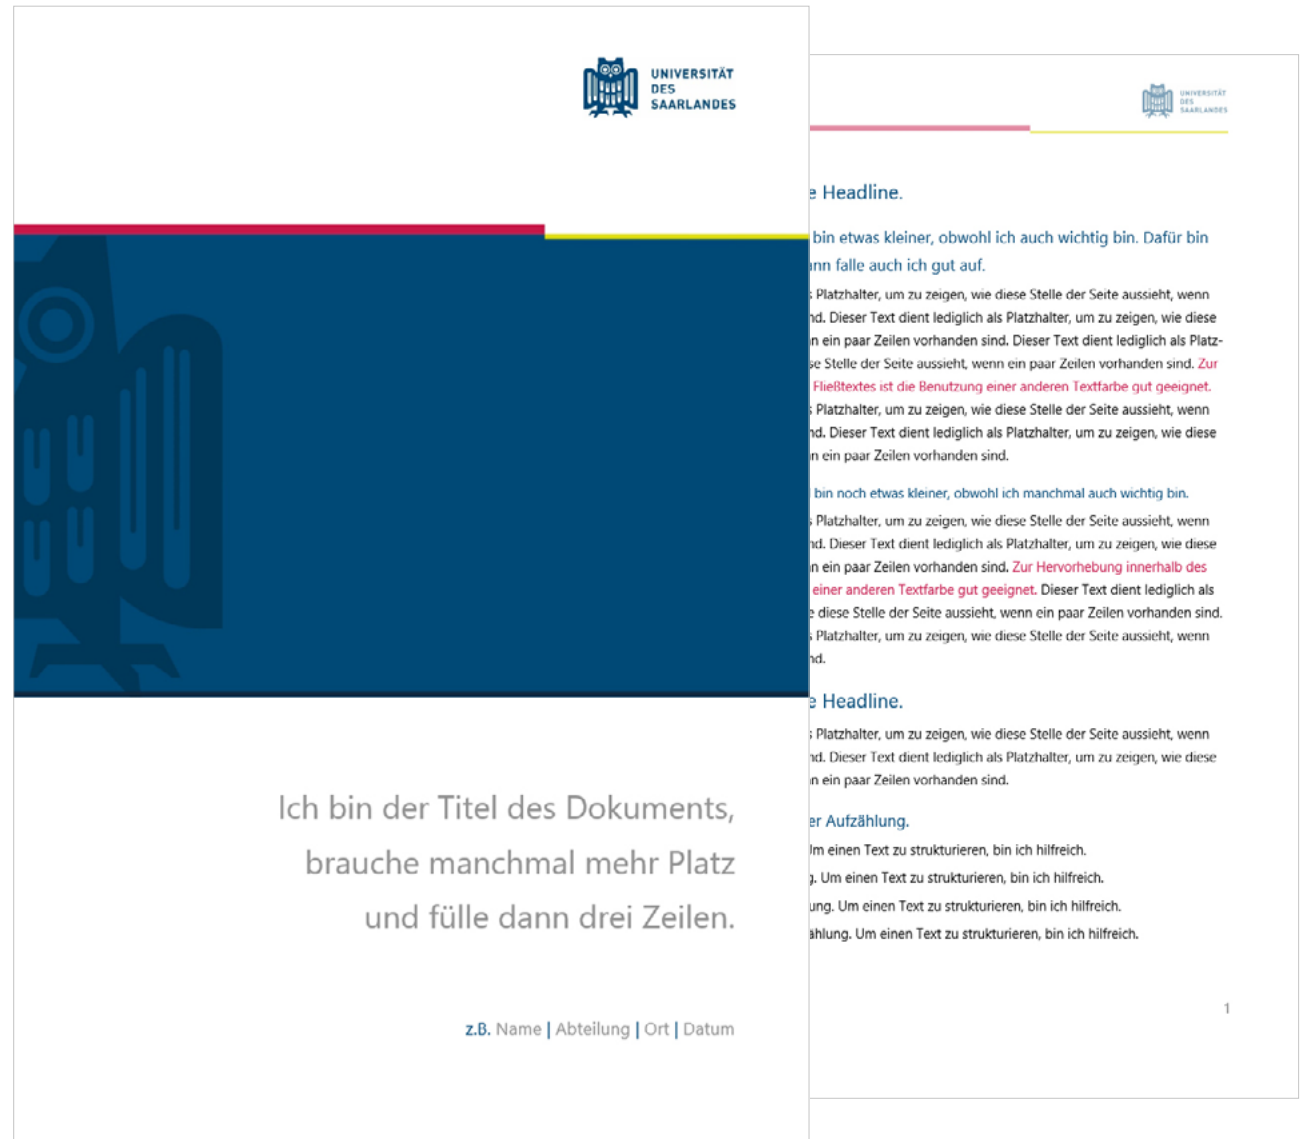 UNIVERSITÄT
DES
SAARLANDES
Ich bin der Titel des Dokuments,
brauche manchmal mehr Platz
und fülle dann drei Zeilen.
z.B. Name | Abteilung | Ort | Datum
UNIVERSITÄT
DES
SAARLANDES
e Headline.
bin etwas kleiner, obwohl ich auch wichtig bin. Dafür bin
ann falle auch ich gut auf.
s Platzhalter, um zu zeigen, wie diese Stelle der Seite aussieht, wenn
nd. Dieser Text dient lediglich als Platzhalter, um zu zeigen, wie diese
n ein paar Zeilen vorhanden sind. Dieser Text dient lediglich als Platz-
se Stelle der Seite aussieht, wenn ein paar Zeilen vorhanden sind. Zur
Fließtextes ist die Benutzung einer anderen Textfarbe gut geeignet.
s Platzhalter, um zu zeigen, wie diese Stelle der Seite aussieht, wenn
nd. Dieser Text dient lediglich als Platzhalter, um zu zeigen, wie diese
n ein paar Zeilen vorhanden sind.
bin noch etwas kleiner, obwohl ich manchmal auch wichtig bin.
s Platzhalter, um zu zeigen, wie diese Stelle der Seite aussieht, wenn
nd. Dieser Text dient lediglich als Platzhalter, um zu zeigen, wie diese
n ein paar Zeilen vorhanden sind. Zur Hervorhebung innerhalb des
einer anderen Textfarbe gut geeignet. Dieser Text dient lediglich als
e diese Stelle der Seite aussieht, wenn ein paar Zeilen vorhanden sind.
s Platzhalter, um zu zeigen, wie diese Stelle der Seite aussieht, wenn
nd.
e Headline.
s Platzhalter, um zu zeigen, wie diese Stelle der Seite aussieht, wenn
nd. Dieser Text dient lediglich als Platzhalter, um zu zeigen, wie diese
n ein paar Zeilen vorhanden sind.
er Aufzählung.
Um einen Text zu strukturieren, bin ich hilfreich.
g. Um einen Text zu strukturieren, bin ich hilfreich.
ung. Um einen Text zu strukturieren, bin ich hilfreich.
ählung. Um einen Text zu strukturieren, bin ich hilfreich.
1